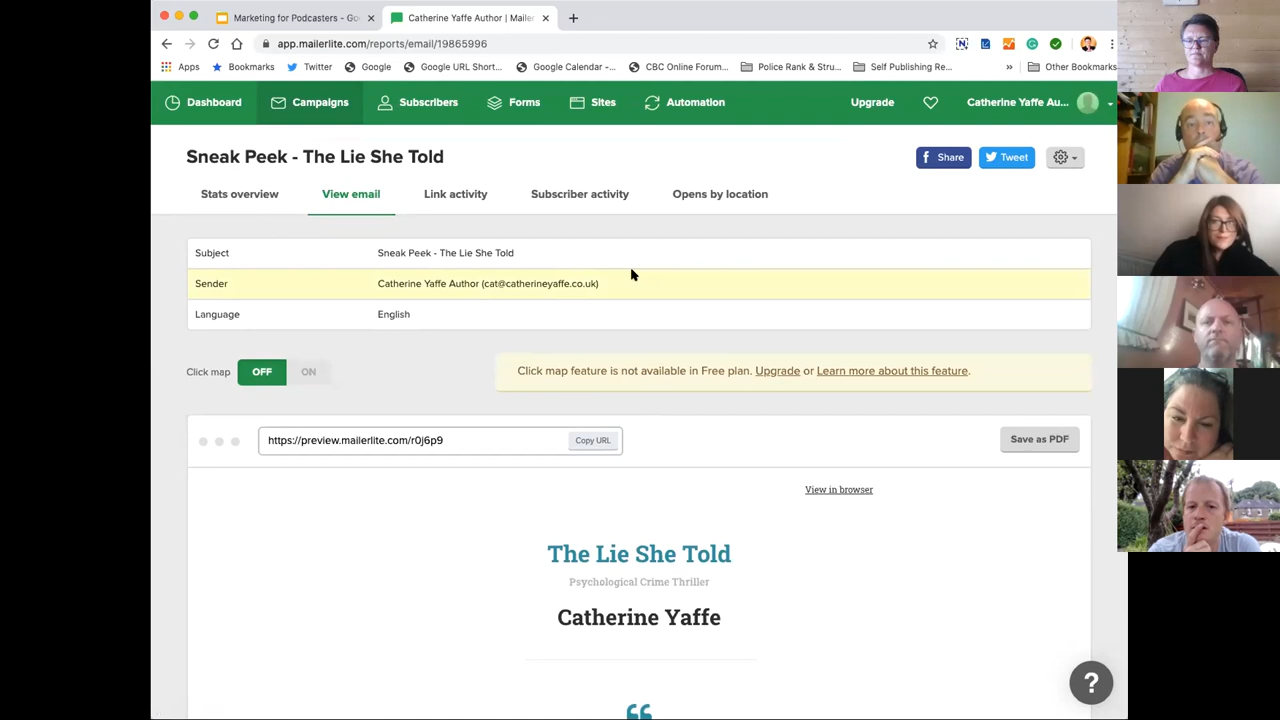 Marketing for Podcasters - Go
Catherine Yaffe Author | Mailer
app.mailerlite.com/reports/email/19865996
Apps Bookmarks Twitter Google Google URL Short... Google Calendar -... CBC Online Forum... Police Rank & Stru... Self Publishing Re... » Other Bookmarks
Dashboard Campaigns Subscribers Forms Sites Automation Upgrade Catherine Yaffe Au...
Sneak Peek - The Lie She Told
Share Tweet
Stats overview View email Link activity Subscriber activity Opens by location
Subject Sneak Peek - The Lie She Told
Sender Catherine Yaffe Author (cat@catherineyaffe.co.uk)
Language English
Click map OFF ON
Click map feature is not available in Free plan. Upgrade or Learn more about this feature.
https://preview.mailerlite.com/r0j6p9 Copy URL
Save as PDF
View in browser
The Lie She Told
Psychological Crime Thriller
Catherine Yaffe
“
?